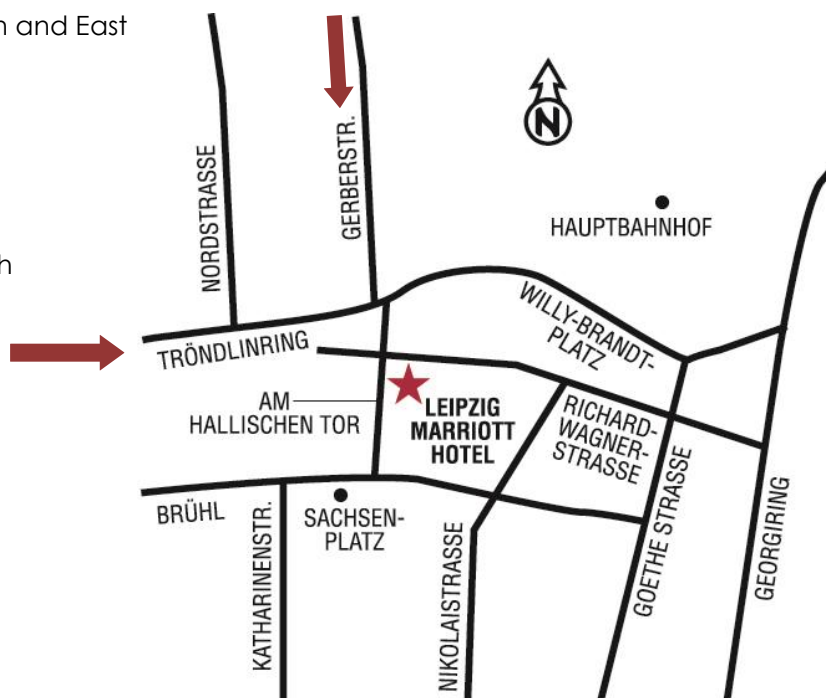 and East
NORDSTRASSE
GERBERSTR.
N
HAUPTBAHNHOF
WILLY-BRANDT-
PLATZ
TRÖNDLINRING
AM
HALLISCHEN TOR
LEIPZIG
MARRIOTT
HOTEL
RICHARD-
WAGNER-
STRASSE
BRÜHL
SACHSEN-
PLATZ
KATHARINENSTR.
NIKOLAISTRASSE
GOETHE STRASSE
GEORGIRING